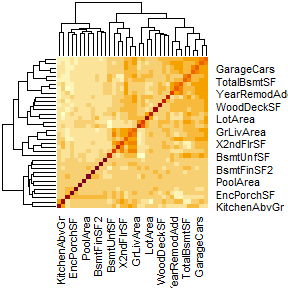 GarageCars
TotalBsmtSF
YearRemodAdd
WoodDeckSF
LotArea
GrLivArea
X2ndFlrSF
BsmtUnfSF
BsmtFinSF2
PoolArea
EncPorchSF
KitchenAbvGr
KitchenAbvGr
EncPorchSF
PoolArea
BsmtFinSF2
BsmtUnfSF
X2ndFlrSF
GrLivArea
LotArea
WoodDeckSF
YearRemodAdd
TotalBsmtSF
GarageCars